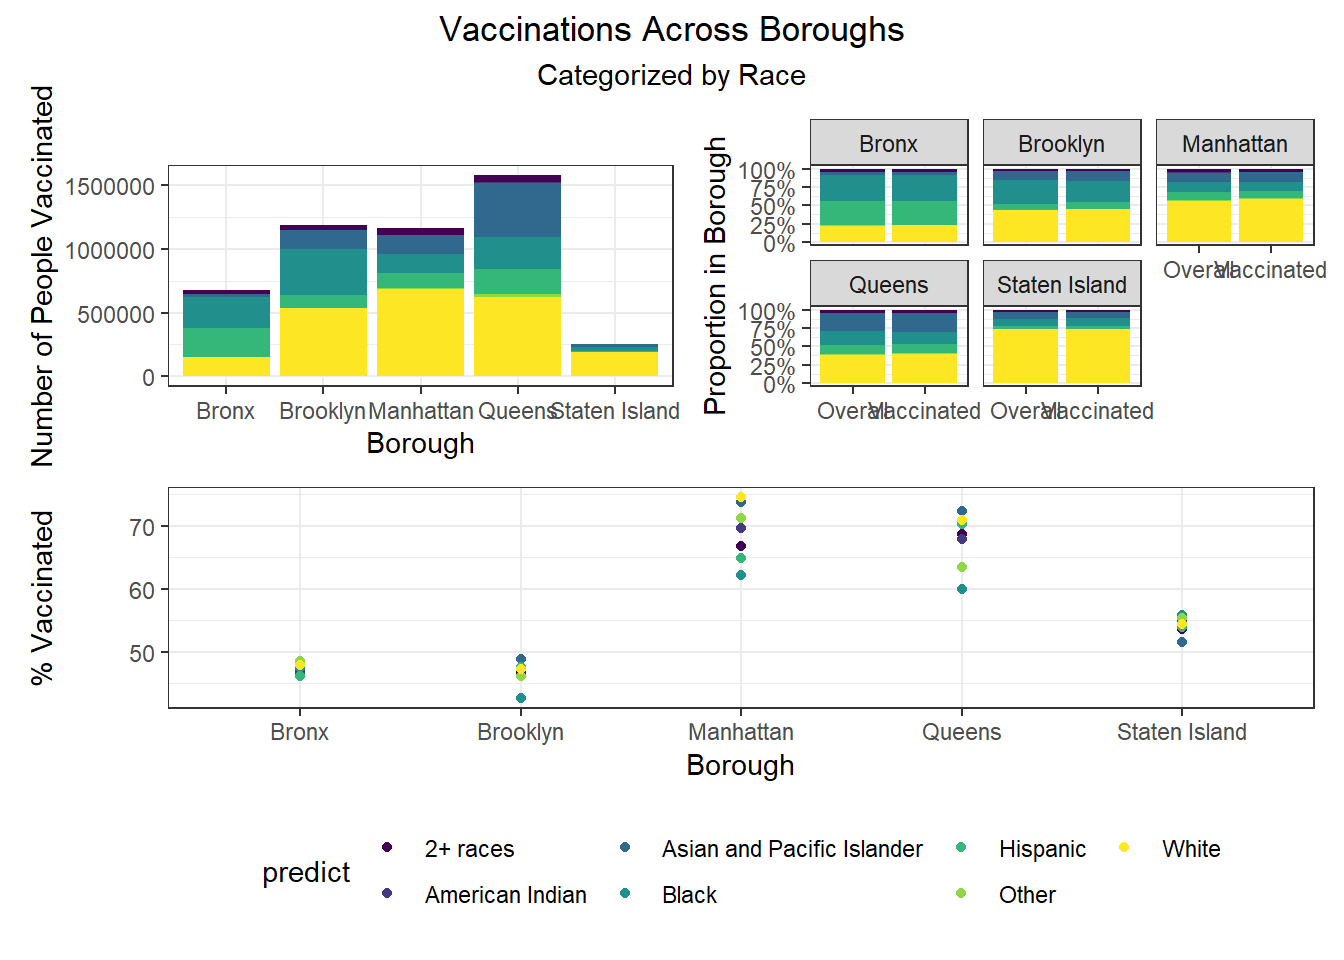 Vaccinations Across Boroughs
Categorized by Race
Number of People Vaccinated
1500000
1000000
500000
0
Bronx Brooklyn Manhattan Queens Staten Island
Borough
Proportion in Borough
Bronx Brooklyn Manhattan
100%
75%
50%
25%
0%
Overall Vaccinated
Queens Staten Island
100%
75%
50%
25%
0%
Overall Vaccinated Overall Vaccinated
% Vaccinated
70
60
50
Bronx Brooklyn Manhattan Queens Staten Island
Borough
predict
2+ races Asian and Pacific Islander Hispanic White
American Indian Black Other